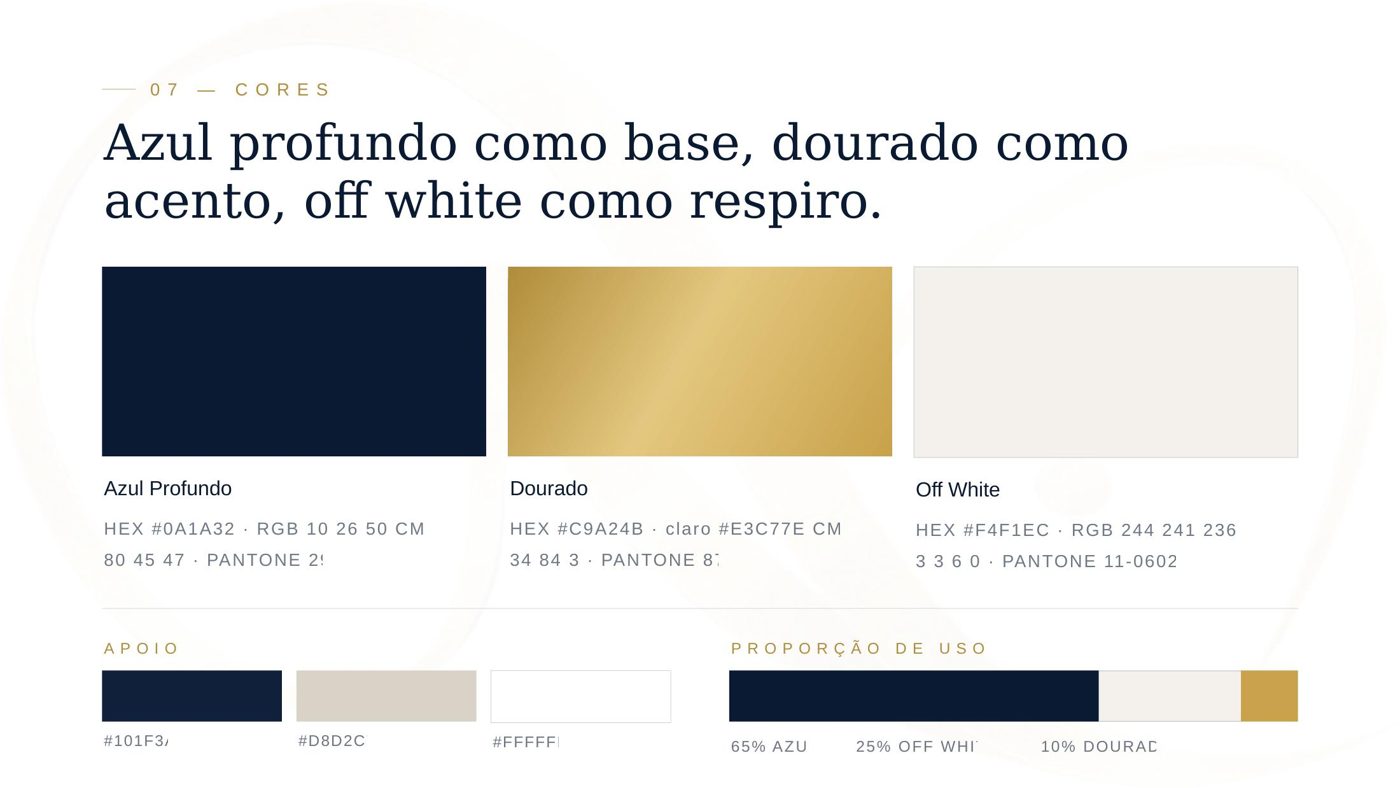 07 — CORES
Azul profundo como base, dourado como
acento, off white como respiro.
Azul Profundo
HEX #0A1A32 · RGB 10 26 50 CM
80 45 47 · PANTONE
Dourado
HEX #C9A24B · claro #E3C77E CM
34 84 3 · PANTONE
Off White
HEX #F4F1EC · RGB 244 241 236
3 3 6 0 · PANTONE 11-0602
APOIO
PROPORÇÃO DE USO
#D8D2C
65% AZU
25% OFF WHI
10% DOURAD